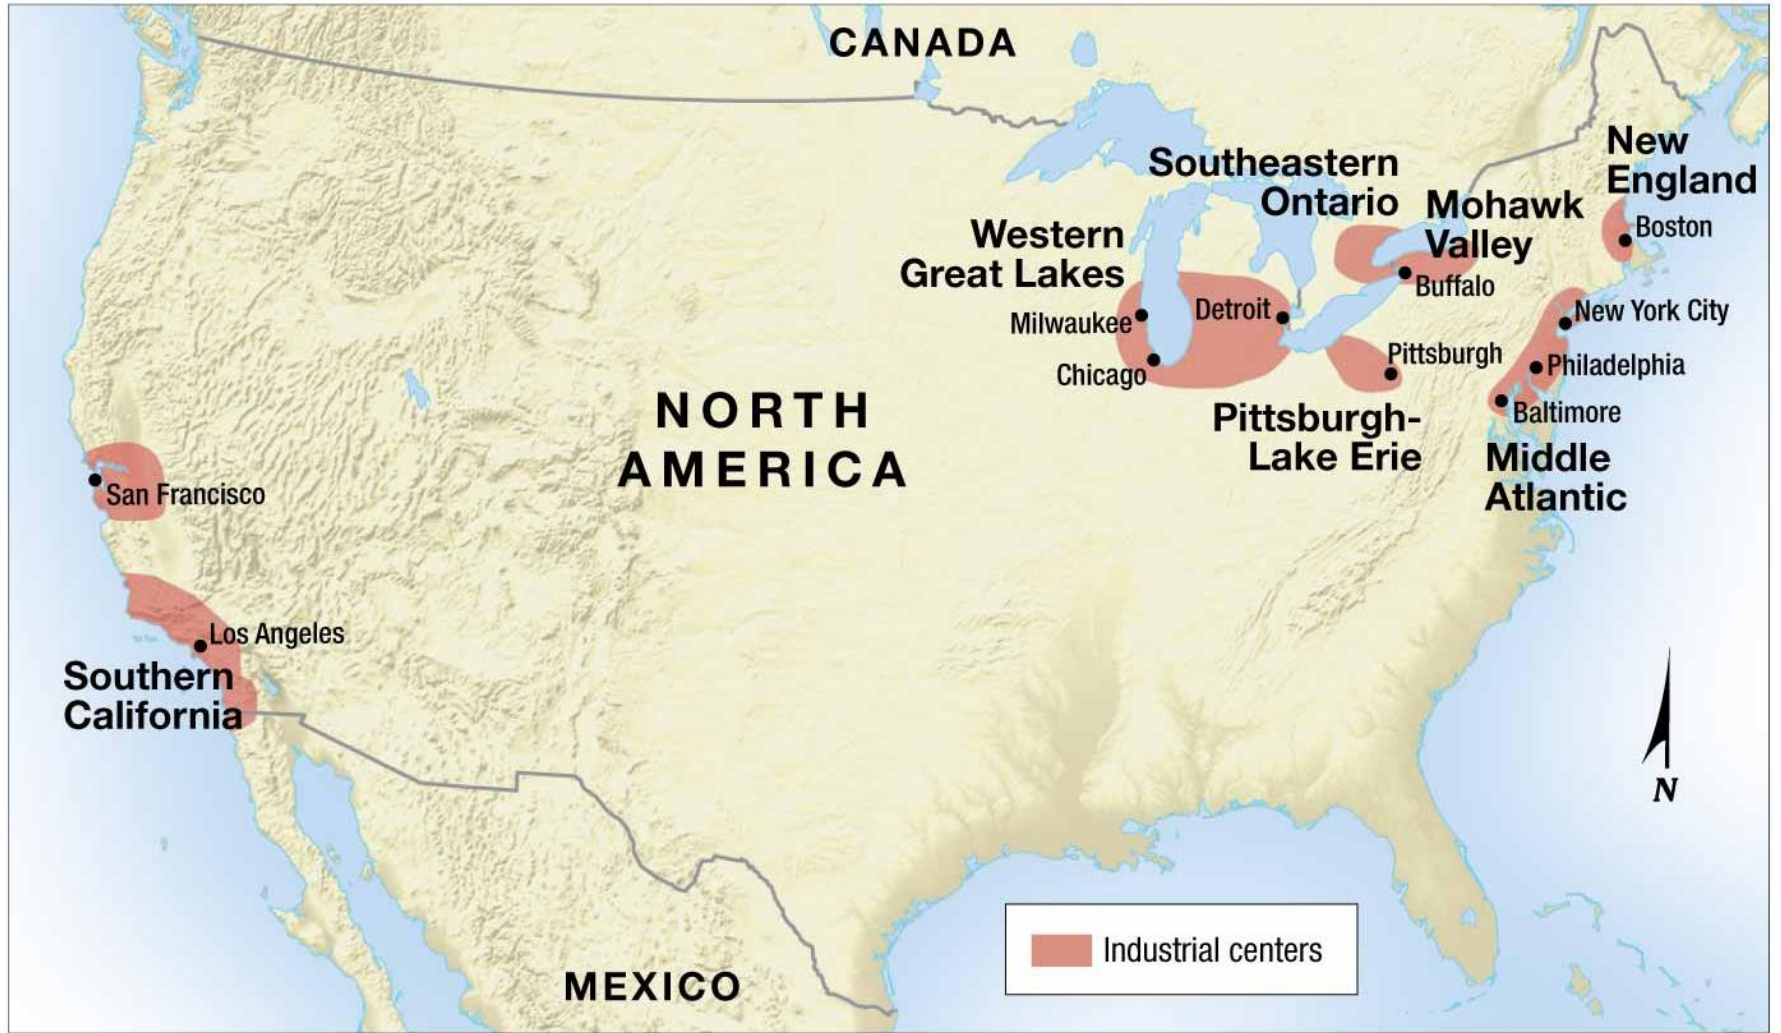 CANADA
New
England
Boston
Southeastern
Ontario
Mohawk
Valley
Buffalo
Western
Great Lakes
Milwaukee
Detroit
Chicago
New York City
Pittsburgh
Philadelphia
Baltimore
Pittsburgh-
Lake Erie
Middle
Atlantic
NORTH
AMERICA
San Francisco
Los Angeles
Southern
California
N
Industrial centers
MEXICO